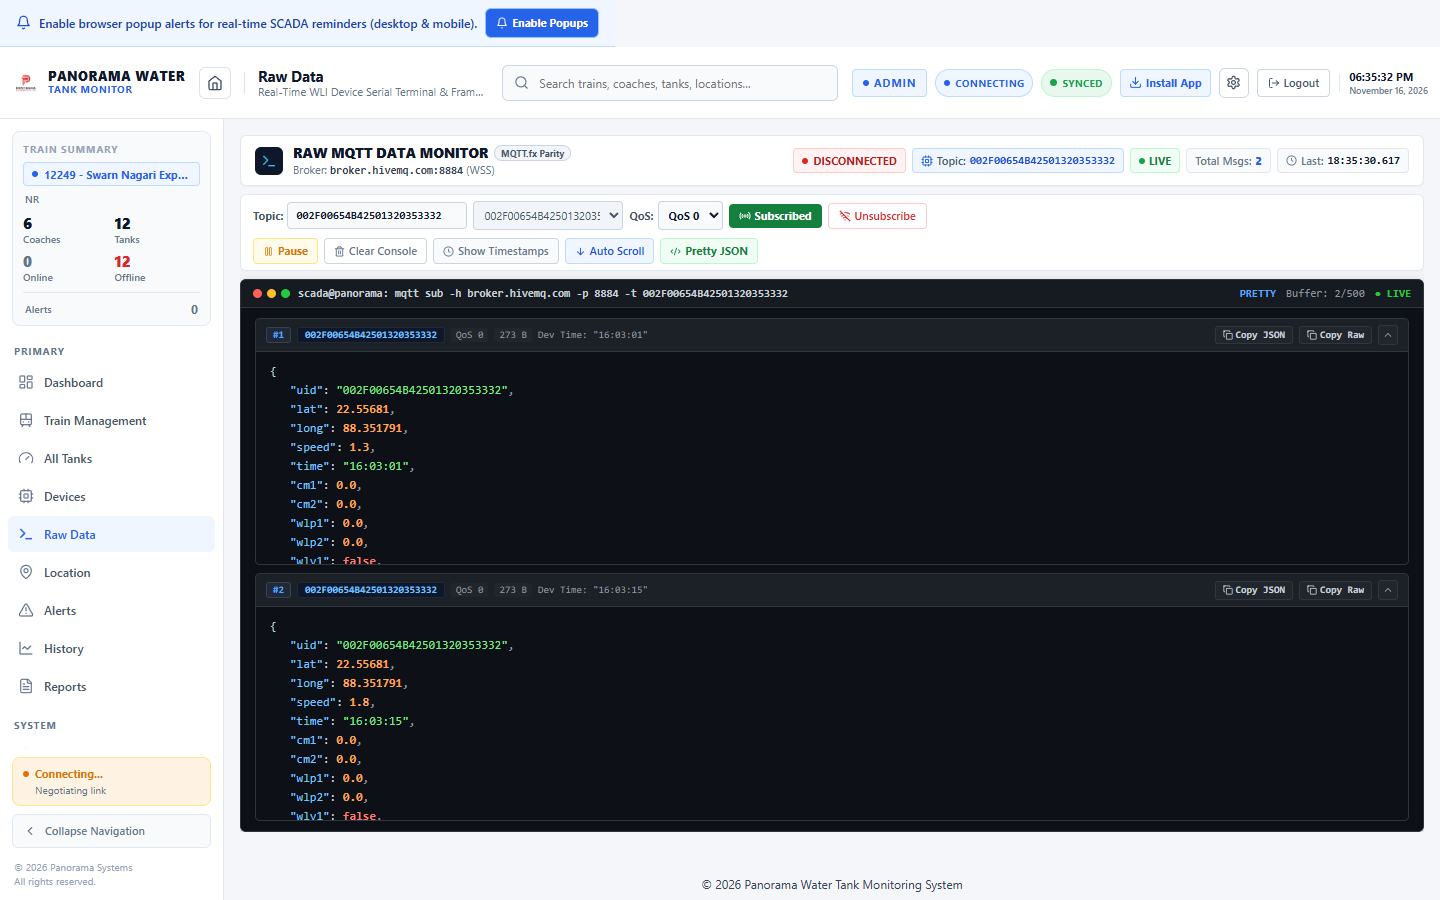 Enable browser popup alerts for real-time SCADA reminders (desktop & mobile). Enable Popups
PANORAMA WATER
TANK MONITOR
Raw Data
Real-Time WLI Device Serial Terminal & Fram...
Search trains, coaches, tanks, locations...
ADMIN
CONNECTING
SYNCED
Install App
Logout
06:35:32 PM
November 16, 2026
TRAIN SUMMARY
12249 - Swarn Nagari Exp...
NR
6 12
Coaches Tanks
0 12
Online Offline
Alerts 0
PRIMARY
Dashboard
Train Management
All Tanks
Devices
Raw Data
Location
Alerts
History
Reports
SYSTEM
Connecting...
Negotiating link
Collapse Navigation
© 2026 Panorama Systems
All rights reserved.
RAW MQTT DATA MONITOR MQTT.fx Parity
Broker: broker.hivemq.com:8884 (WSS)
DISCONNECTED
Topic: 002F00654B42501320353332
LIVE
Total Msgs: 2
Last: 18:35:30.617
Topic: 002F00654B42501320353332 002F00654B4250132035: QoS: QoS 0 Subscribed Unsubscribe
Pause Clear Console Show Timestamps Auto Scroll Pretty JSON
scada@panorama: mqtt sub -h broker.hivemq.com -p 8884 -t 002F00654B42501320353332 PRETTY Buffer: 2/500 LIVE
#1 002F00654B42501320353332 QoS 0 273 B Dev Time: "16:03:01" Copy JSON Copy Raw
{
"uid": "002F00654B42501320353332",
"lat": 22.55681,
"long": 88.351791,
"speed": 1.3,
"time": "16:03:01",
"cm1": 0.0,
"cm2": 0.0,
"wlp1": 0.0,
"wlp2": 0.0,
"wlv1": false,
#2 002F00654B42501320353332 QoS 0 273 B Dev Time: "16:03:15" Copy JSON Copy Raw
{
"uid": "002F00654B42501320353332",
"lat": 22.55681,
"long": 88.351791,
"speed": 1.8,
"time": "16:03:15",
"cm1": 0.0,
"cm2": 0.0,
"wlp1": 0.0,
"wlp2": 0.0,
"wlv1": false,
© 2026 Panorama Water Tank Monitoring System